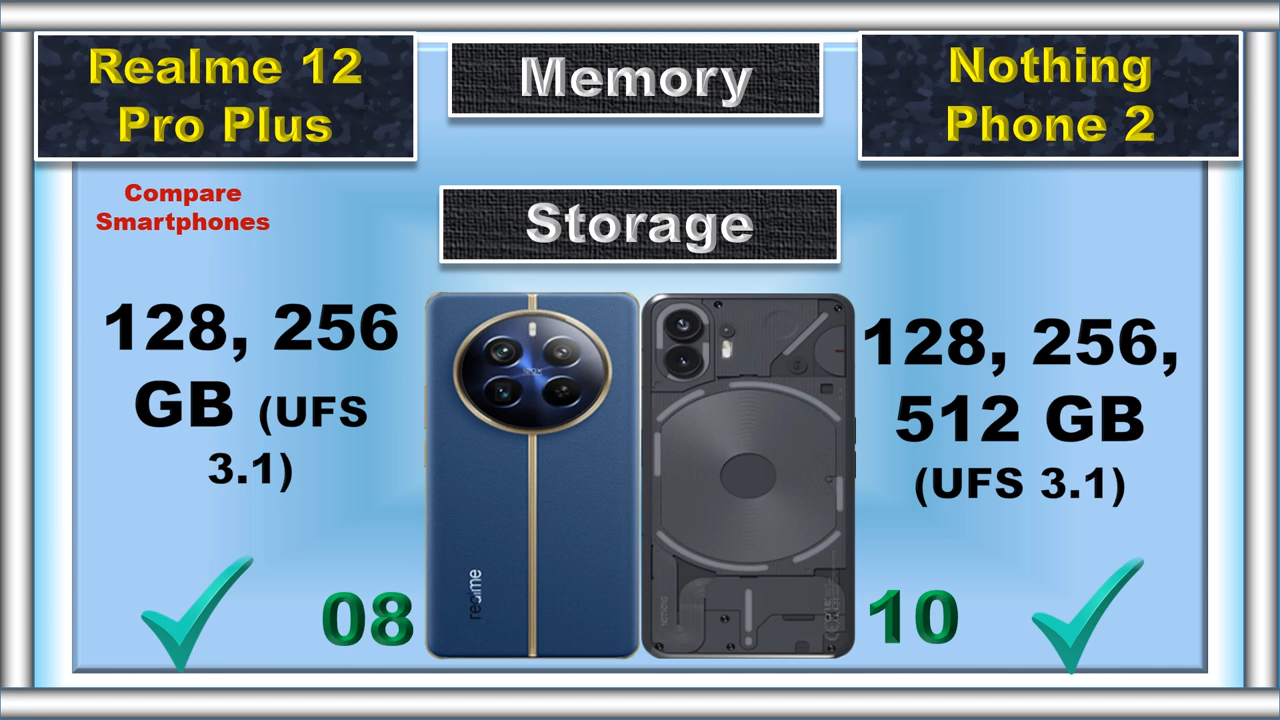 Realme 12
Pro Plus
Memory
Nothing
Phone 2
Compare
Smartphones
Storage
128, 256
GB (UFS
3.1)
128, 256,
512 GB
(UFS 3.1)
realme
08
10